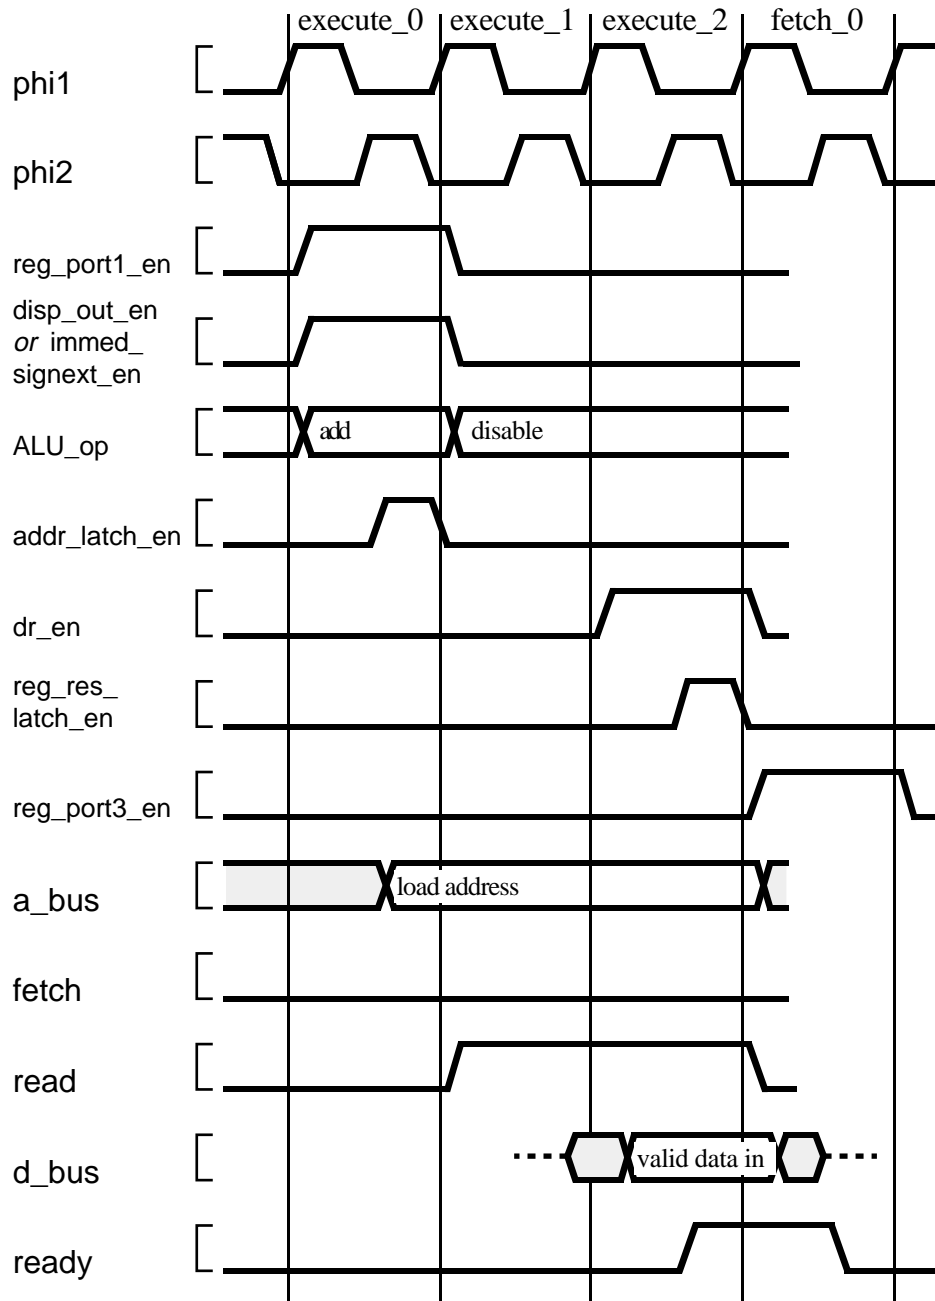 execute_0 execute_1 execute_2 fetch_0
phi1
phi2
reg_port1_en
disp_out_en
or immed_
signext_en
ALU_op add disable
addr_latch_en
dr_en
reg_res_
latch_en
reg_port3_en
a_bus load address
fetch
read
d_bus valid data in
ready